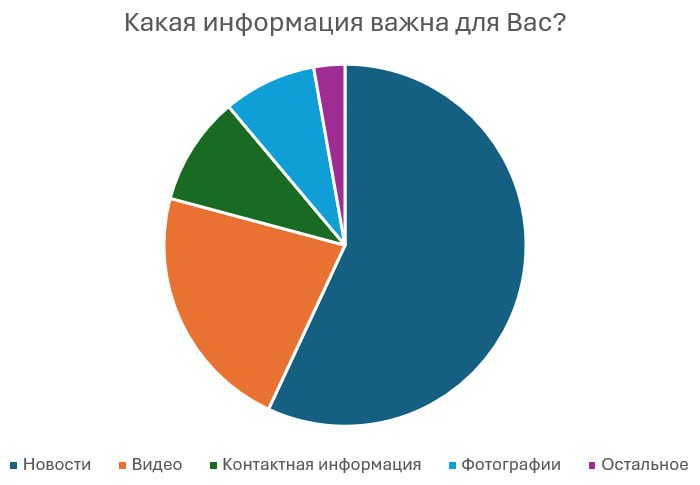 Какая информация важна для Вас?
Новости Видео Контактная информация Фотографии Остальное